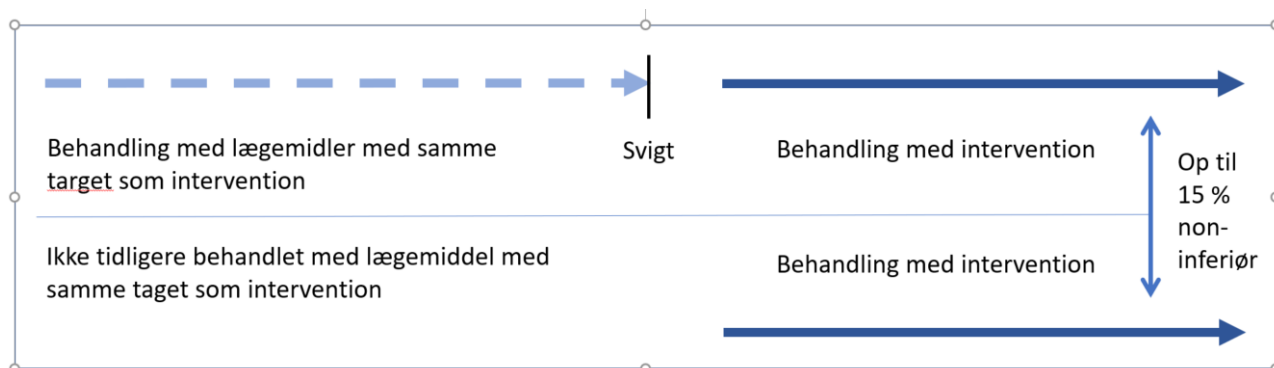 Behandling med lægemidler med samme
target som intervention
Svigt
Behandling med intervention
Op til
15 %
non-
inferiør
Ikke tidligere behandlet med lægemiddel med
samme taget som intervention
Behandling med intervention